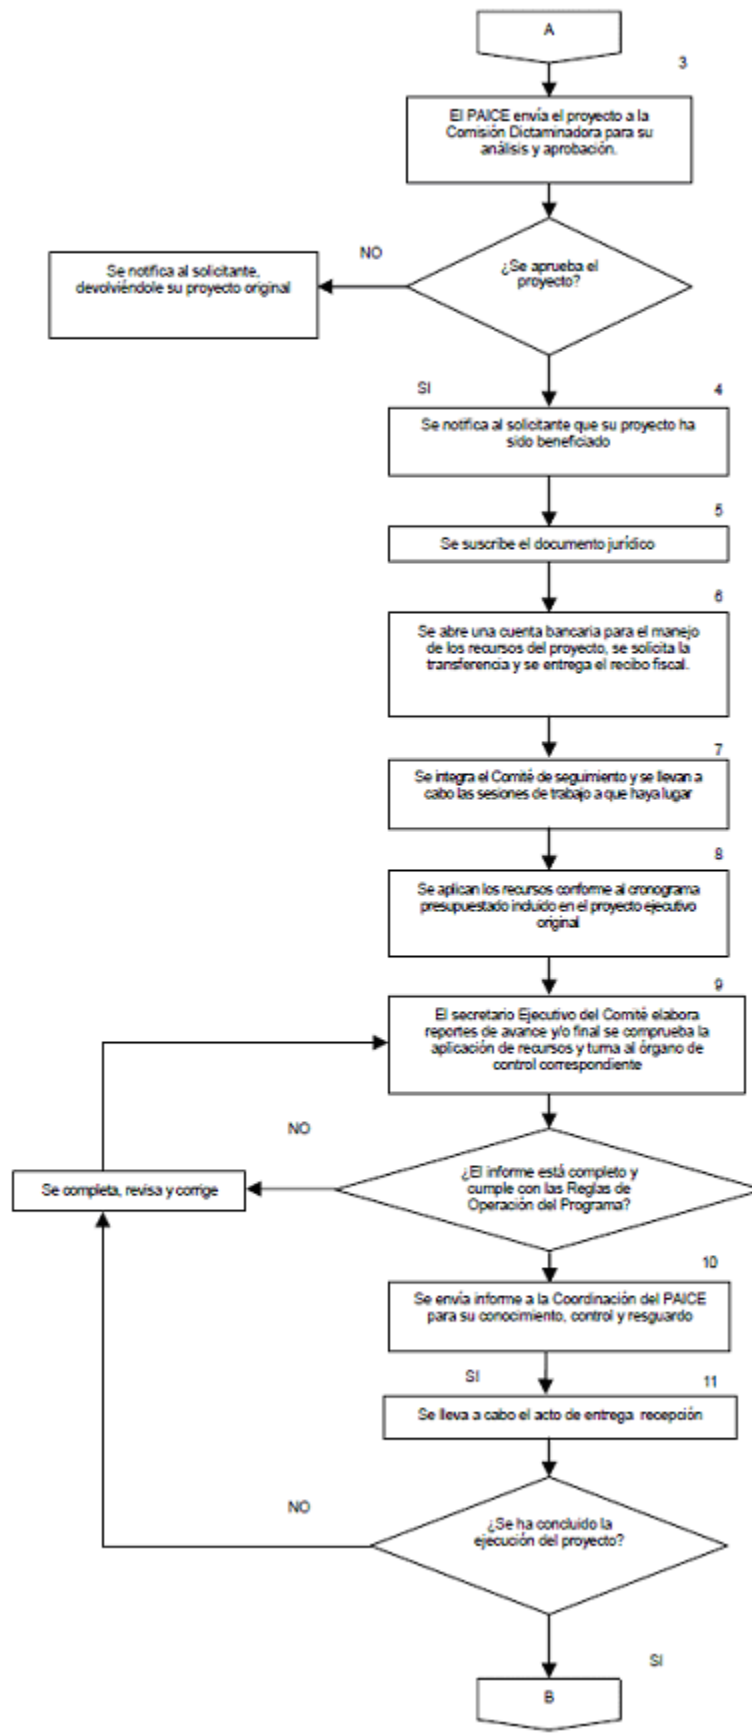 A
3
El PAICE envía el proyecto a la
Comisión Dictaminadora para su
análisis y aprobación.
NO
¿Se aprueba el
proyecto?
Se notifica al solicitante,
devolviéndole su proyecto original
SI
4
Se notifica al solicitante que su proyecto ha
sido beneficiado
5
Se suscribe el documento jurídico
6
Se abre una cuenta bancaria para el manejo
de los recursos del proyecto, se solicita la
transferencia y se entrega el recibo fiscal.
7
Se integra el Comité de seguimiento y se llevan a
cabo las sesiones de trabajo a que haya lugar
8
Se aplican los recursos conforme al cronograma
presupuestado incluido en el proyecto ejecutivo
original
9
El secretario Ejecutivo del Comité elabora
reportes de avance y/o final se comprueba la
aplicación de recursos y turna al órgano de
control correspondiente
NO
¿El informe está completo y
cumple con las Reglas de
Operación del Programa?
Se completa, revisa y corrige
10
Se envía informe a la Coordinación del PAICE
para su conocimiento, control y resguardo
SI
11
Se lleva a cabo el acto de entrega recepción
NO
¿Se ha concluido la
ejecución del proyecto?
SI
B